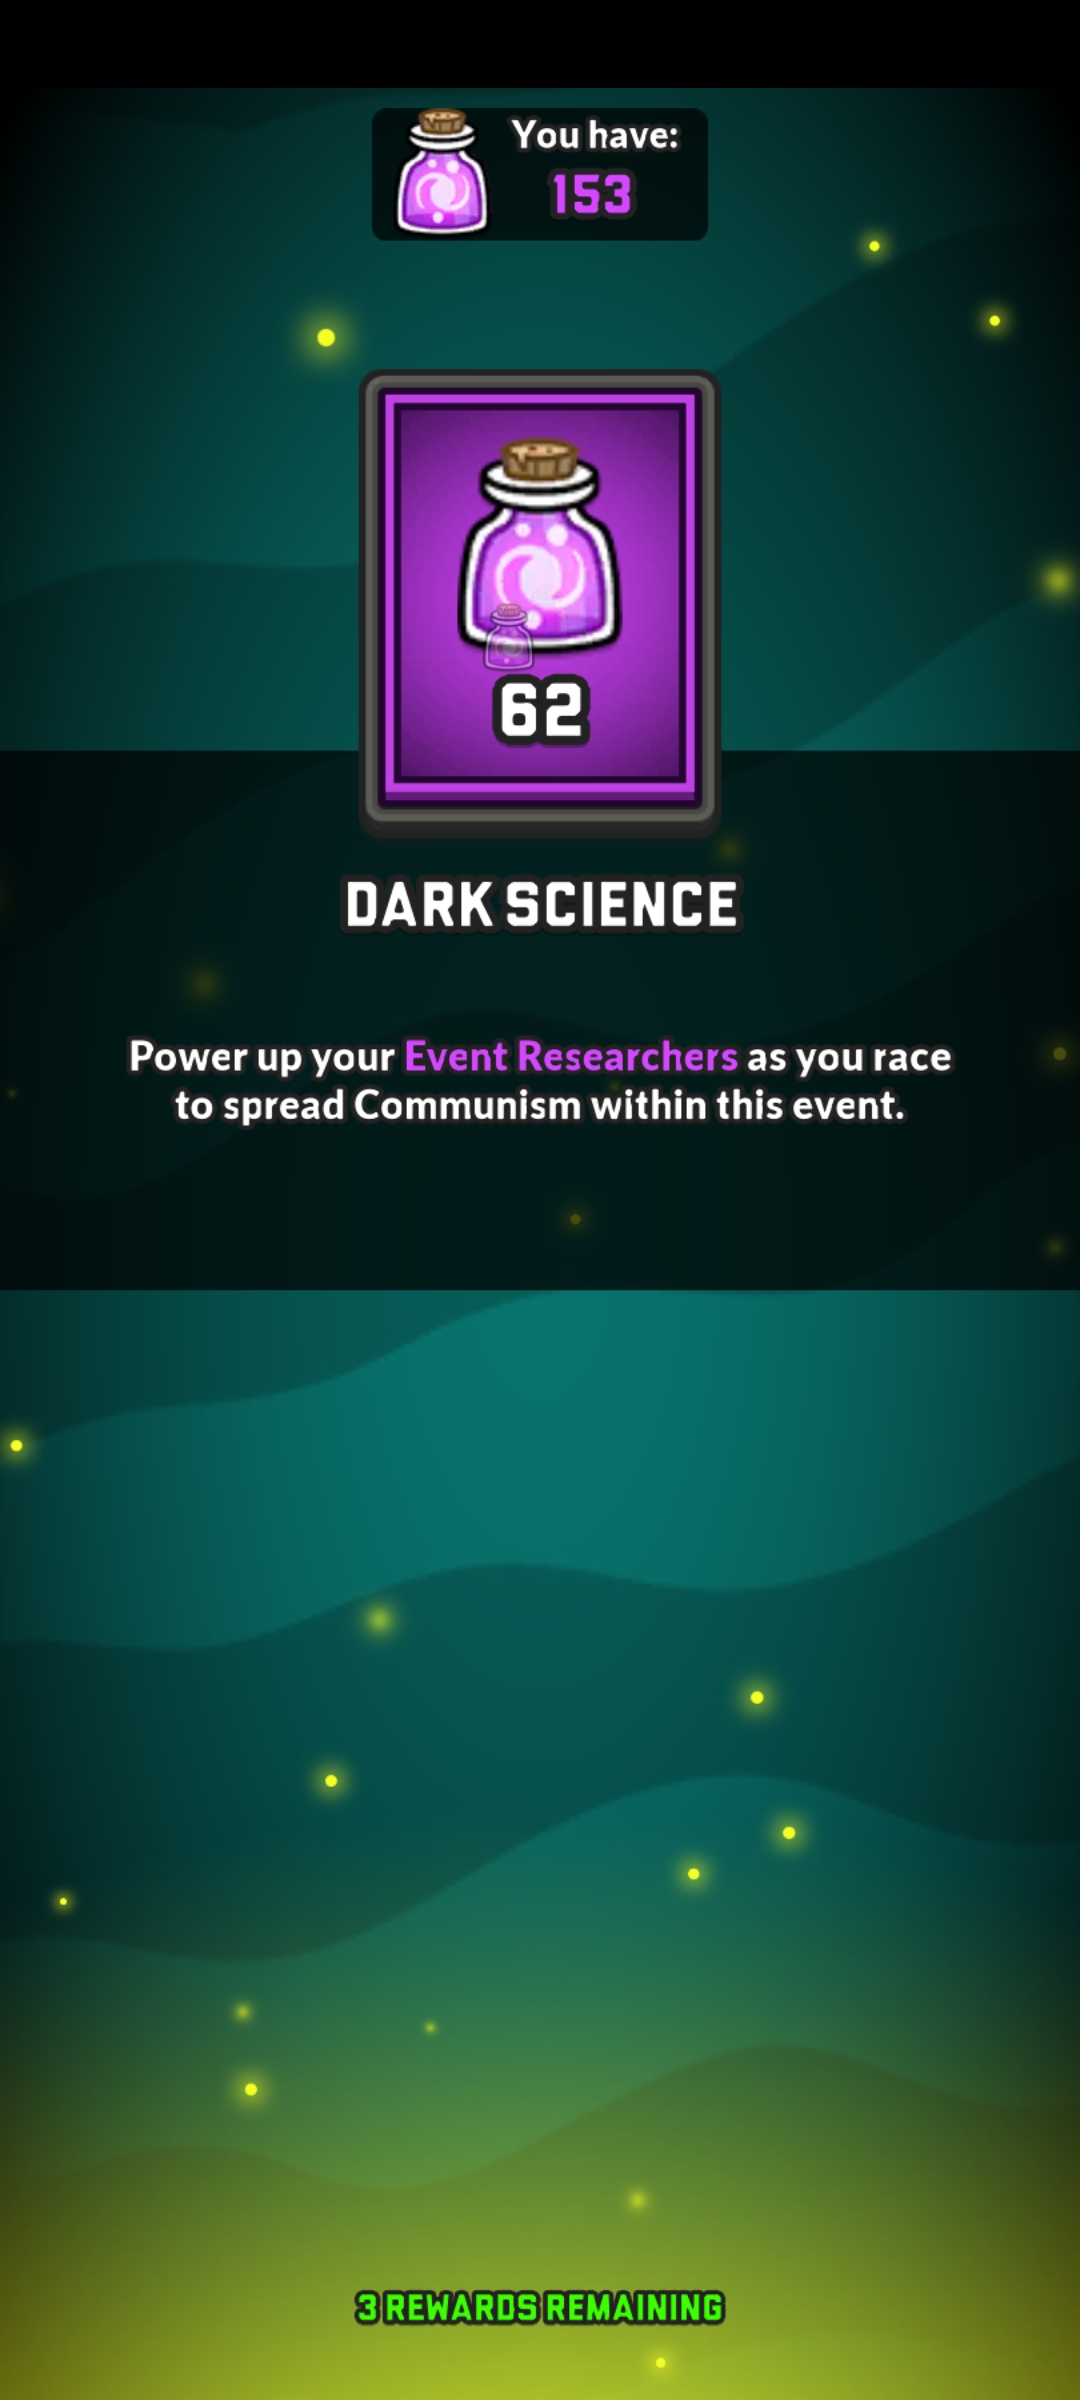 You have:
153
62
DARK SCIENCE
Power up your Event Researchers as you race
to spread Communism within this event.
3 REWARDS REMAINING